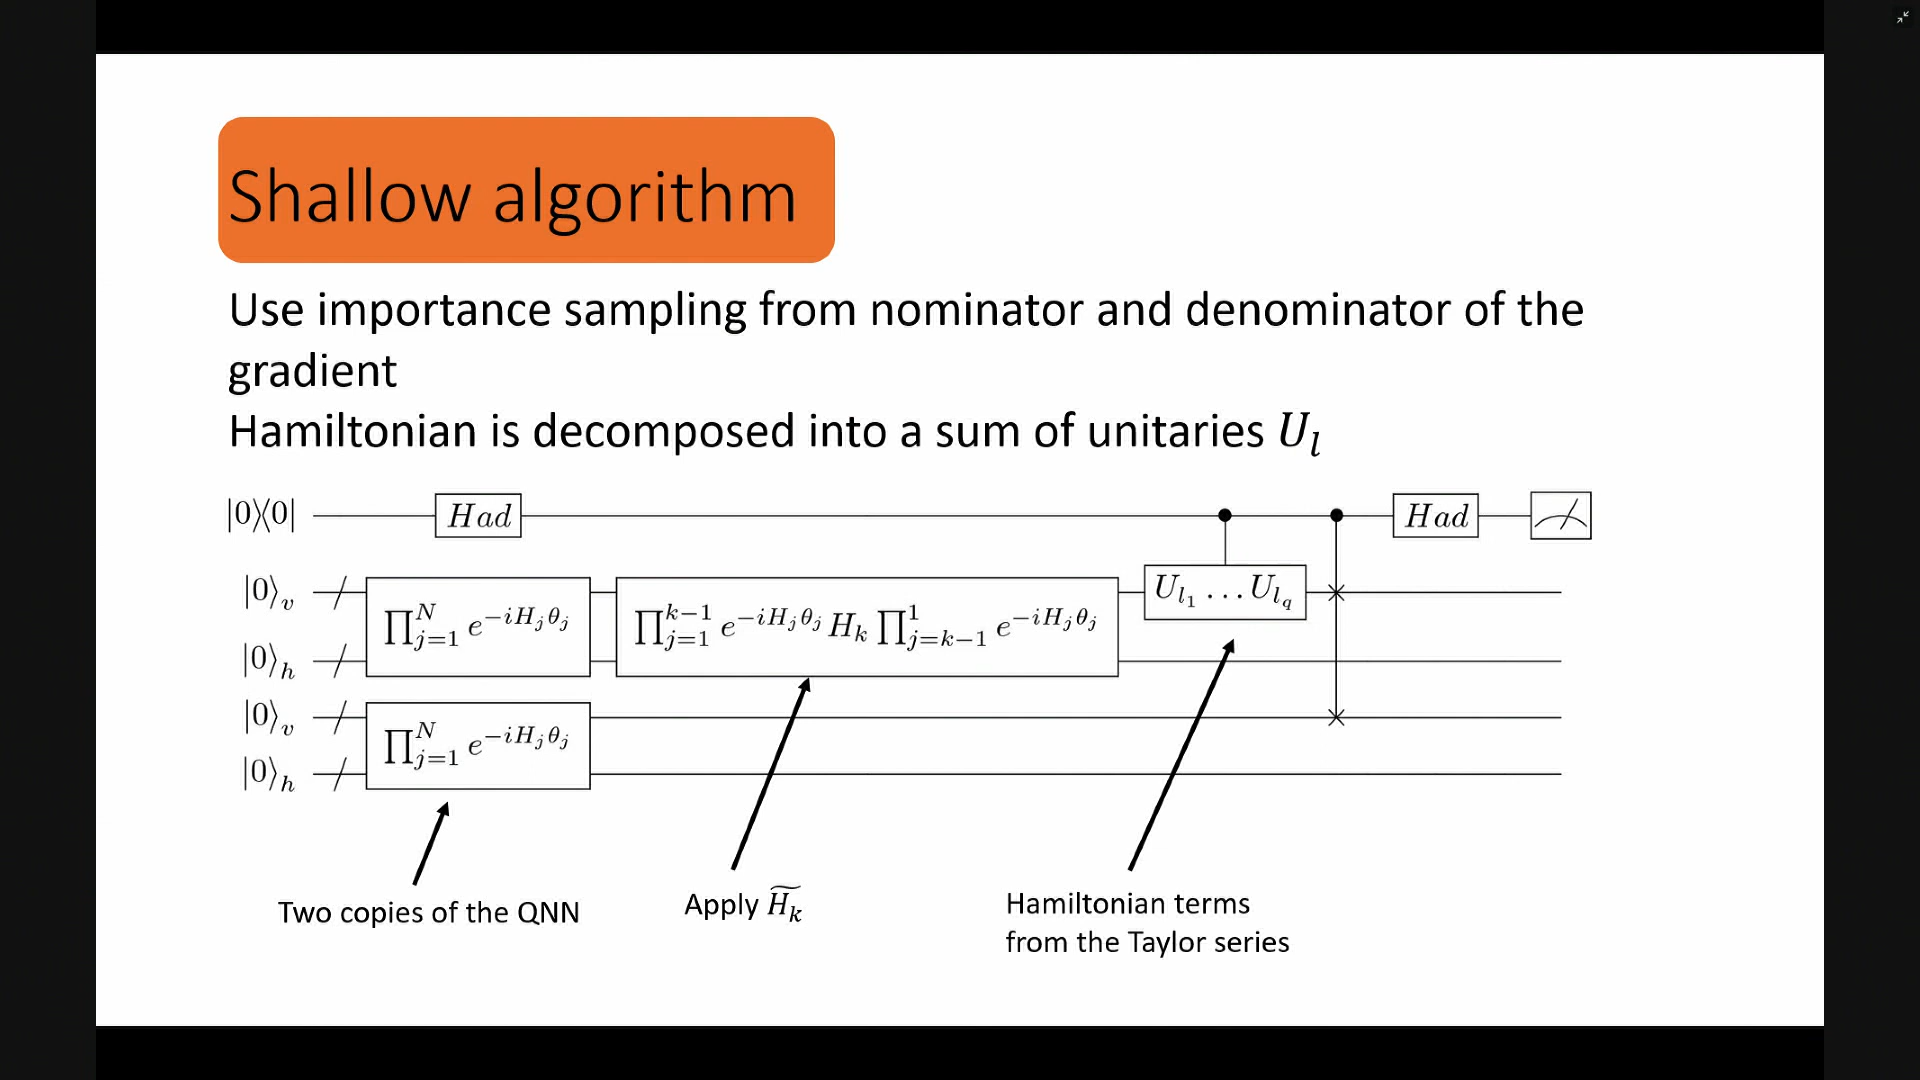 Shallow algorithm
Use importance sampling from nominator and denominator of the
gradient
Hamiltonian is decomposed into a sum of unitaries U_l
|0⟩⟨0| Had Had
|0⟩_v ∏_{j=1}^{N} e^{-iH_jθ_j} ∏_{j=1}^{k-1} e^{-iH_jθ_j} H_k ∏_{j=k-1}^{1} e^{-iH_jθ_j} U_{l_1} ... U_{l_q}
|0⟩_h
|0⟩_v ∏_{j=1}^{N} e^{-iH_jθ_j}
|0⟩_h
Two copies of the QNN
Apply \widetilde{H_k}
Hamiltonian terms
from the Taylor series